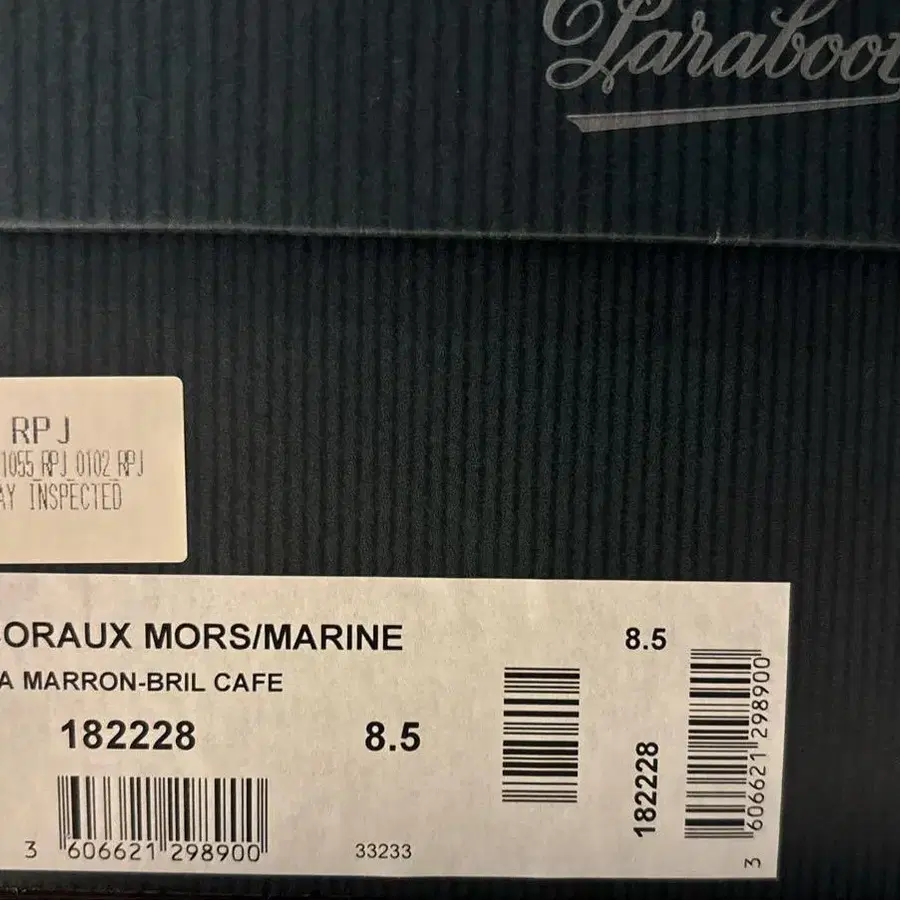 Paraboot
RPJ
1055 RPJ 0102 RPJ
AY INSPECTED
ORAUX MORS/MARINE
A MARRON-BRIL CAFE
182228
8.5
3 606621 298900
33233
8.5
182228
3 606621 298900